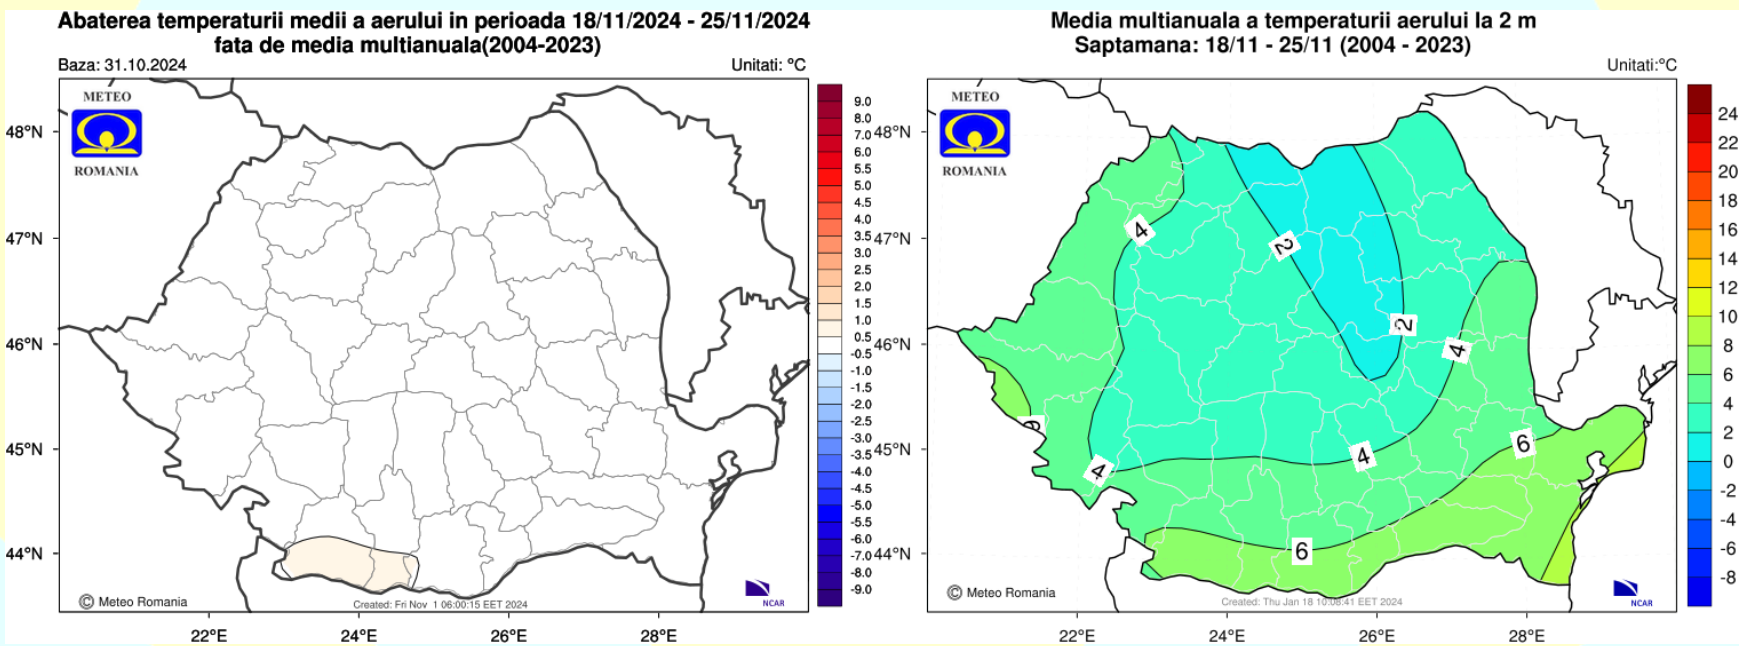 Abaterea temperaturii medii a aerului in perioada 18/11/2024 - 25/11/2024
fata de media multianuala(2004-2023)
Baza: 31.10.2024
Unitati: °C
METEO
ROMANIA
48°N
47°N
46°N
45°N
44°N
22°E
24°E
26°E
28°E
9.0
8.0
7.0
6.0
5.5
5.0
4.5
4.0
3.5
3.0
2.5
2.0
1.5
1.0
0.5
-0.5
-1.0
-1.5
-2.0
-2.5
-3.0
-3.5
-4.0
-4.5
-5.0
-5.5
-6.0
-7.0
-8.0
-9.0
© Meteo Romania
Created: Fri Nov 1 06:00:15 EET 2024
NCAR
Media multianuala a temperaturii aerului la 2 m
Saptamana: 18/11 - 25/11 (2004 - 2023)
Unitati:°C
METEO
ROMANIA
48°N
47°N
46°N
45°N
44°N
22°E
24°E
26°E
28°E
4
2
2
4
6
4
4
6
6
24
22
20
18
16
14
12
10
8
6
4
2
0
-2
-4
-6
-8
© Meteo Romania
Created: Thu Jan 18 10:08:41 EET 2024
NCAR